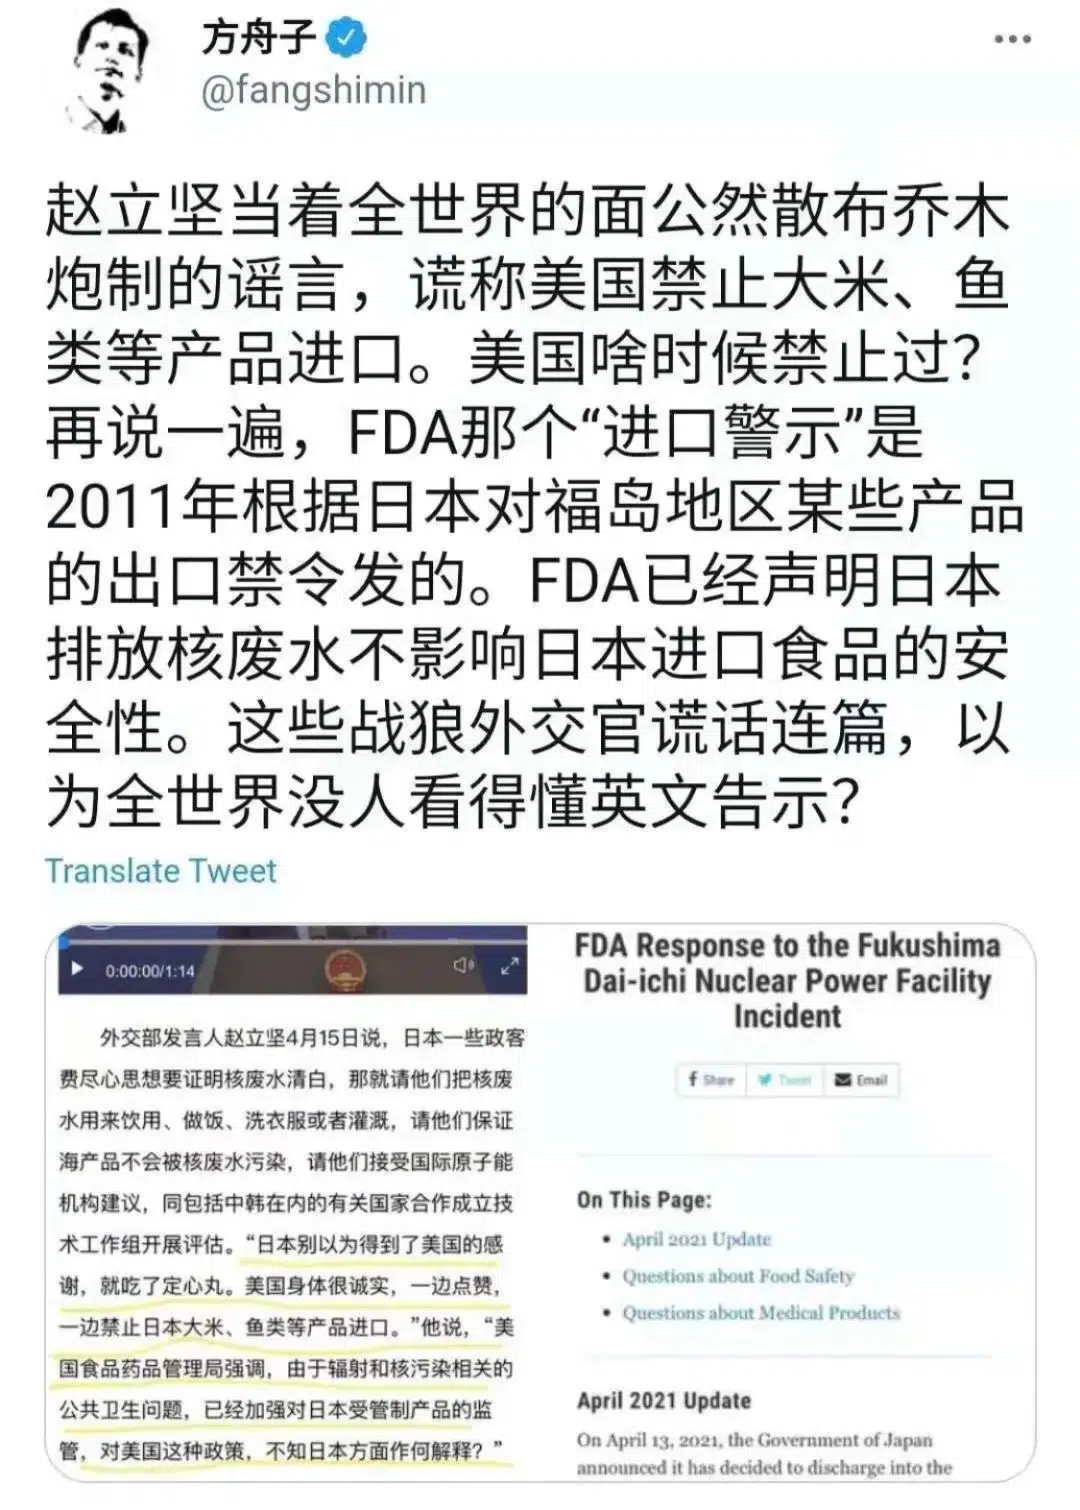 方舟子
@fangshimin
赵立坚当着全世界的面公然散布乔木
炮制的谣言，谎称美国禁止大米、鱼
类等产品进口。美国啥时候禁止过？
再说一遍，FDA那个“进口警示”是
2011年根据日本对福岛地区某些产品
的出口禁令发的。FDA已经声明日本
排放核废水不影响日本进口食品的安
全性。这些战狼外交官谎话连篇，以
为全世界没人看得懂英文告示？
Translate Tweet
0:00:00/1:14
外交部发言人赵立坚4月15日说，日本一些政客
费尽心思想要证明核废水清白，那就请他们把核废
水用来饮用、做饭、洗衣服或者灌溉，请他们保证
海产品不会被核废水污染，请他们接受国际原子能
机构建议，同包括中韩在内的有关国家合作成立技
术工作组开展评估。“日本别以为得到了美国的感
谢，就吃了定心丸。美国身体很诚实，一边点赞，
一边禁止日本大米、鱼类等产品进口。”他说，“美
国食品药品管理局强调，由于辐射和核污染相关的
公共卫生问题，已经加强对日本受管制产品的监
管，对美国这种政策，不知日本方面作何解释？”
FDA Response to the Fukushima
Dai-ichi Nuclear Power Facility
Incident
Share Tweet Email
On This Page:
• April 2021 Update
• Questions about Food Safety
• Questions about Medical Products
April 2021 Update
On April 13, 2021, the Government of Japan
announced it has decided to discharge into the